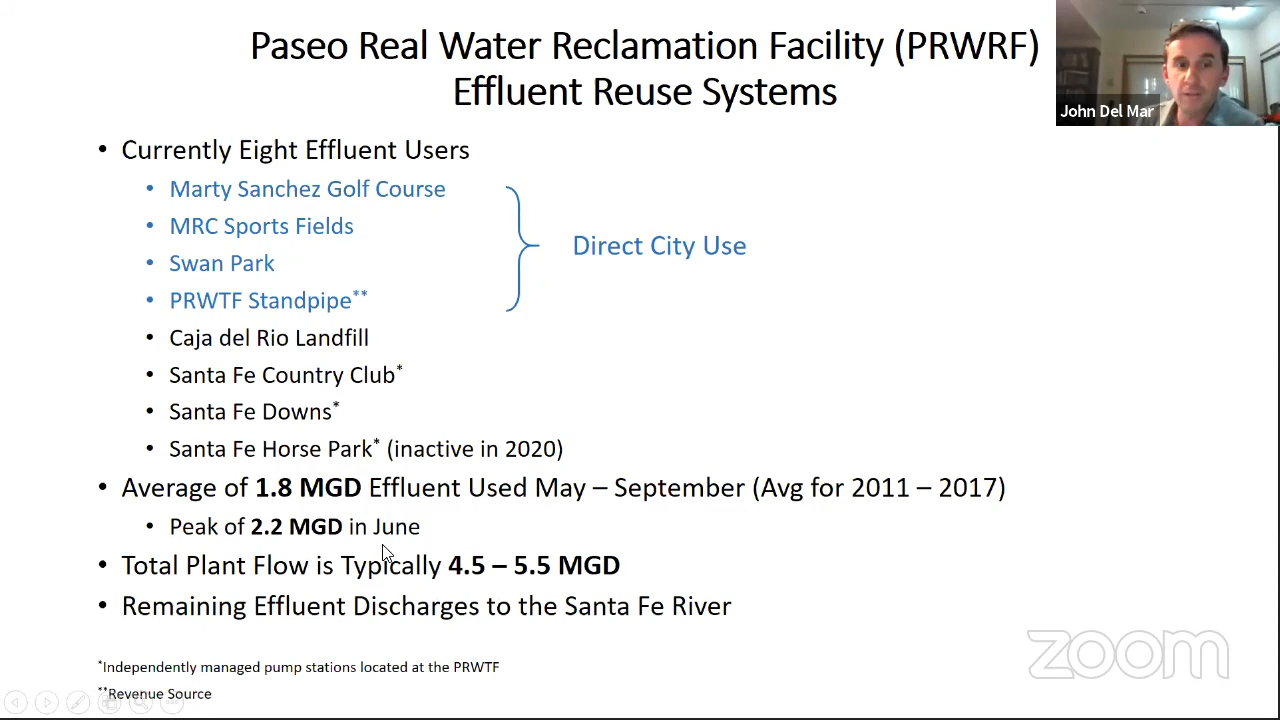 Paseo Real Water Reclamation Facility (PRWRF)
Effluent Reuse Systems
John Del Mar
• Currently Eight Effluent Users
• Marty Sanchez Golf Course
• MRC Sports Fields
• Swan Park
• PRWTF Standpipe**
Direct City Use
• Caja del Rio Landfill
• Santa Fe Country Club*
• Santa Fe Downs*
• Santa Fe Horse Park* (inactive in 2020)
• Average of 1.8 MGD Effluent Used May – September (Avg for 2011 – 2017)
• Peak of 2.2 MGD in June
• Total Plant Flow is Typically 4.5 – 5.5 MGD
• Remaining Effluent Discharges to the Santa Fe River
*Independently managed pump stations located at the PRWTF
**Revenue Source
zoom